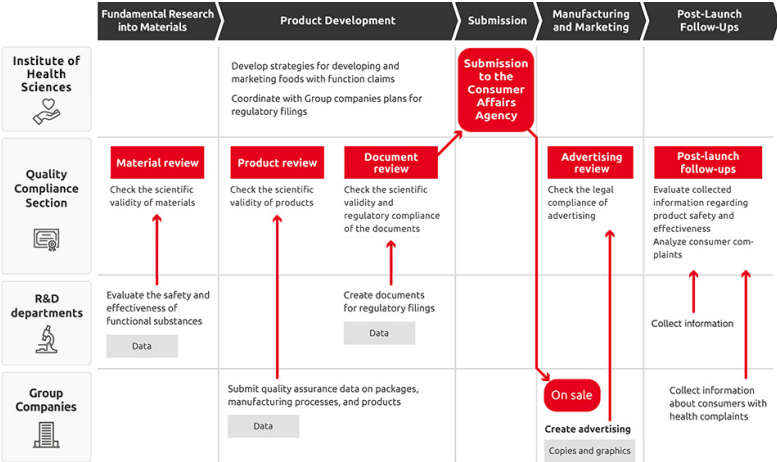 Fundamental Research
into Materials
Product Development
Submission
Manufacturing
and Marketing
Post-Launch
Follow-Ups
Institute of
Health
Sciences
Develop strategies for developing and
marketing foods with function claims
Coordinate with Group companies plans for
regulatory filings
Submission
to the
Consumer
Affairs
Agency
Quality
Compliance
Section
Material review
Check the scientific
validity of materials
Product review
Check the scientific
validity of products
Document
review
Check the scientific
validity and
regulatory compliance
of the documents
Advertising
review
Check the legal
compliance of
advertising
Post-launch
follow-ups
Evaluate collected
information regarding
product safety and
effectiveness
Analyze consumer com-
plaints
R&D
departments
Evaluate the safety and
effectiveness of
functional substances
Data
Create documents
for regulatory filings
Data
Collect information
Group
Companies
Submit quality assurance data on packages,
manufacturing processes, and products
Data
On sale
Create advertising
Copies and graphics
Collect information
about consumers with
health complaints